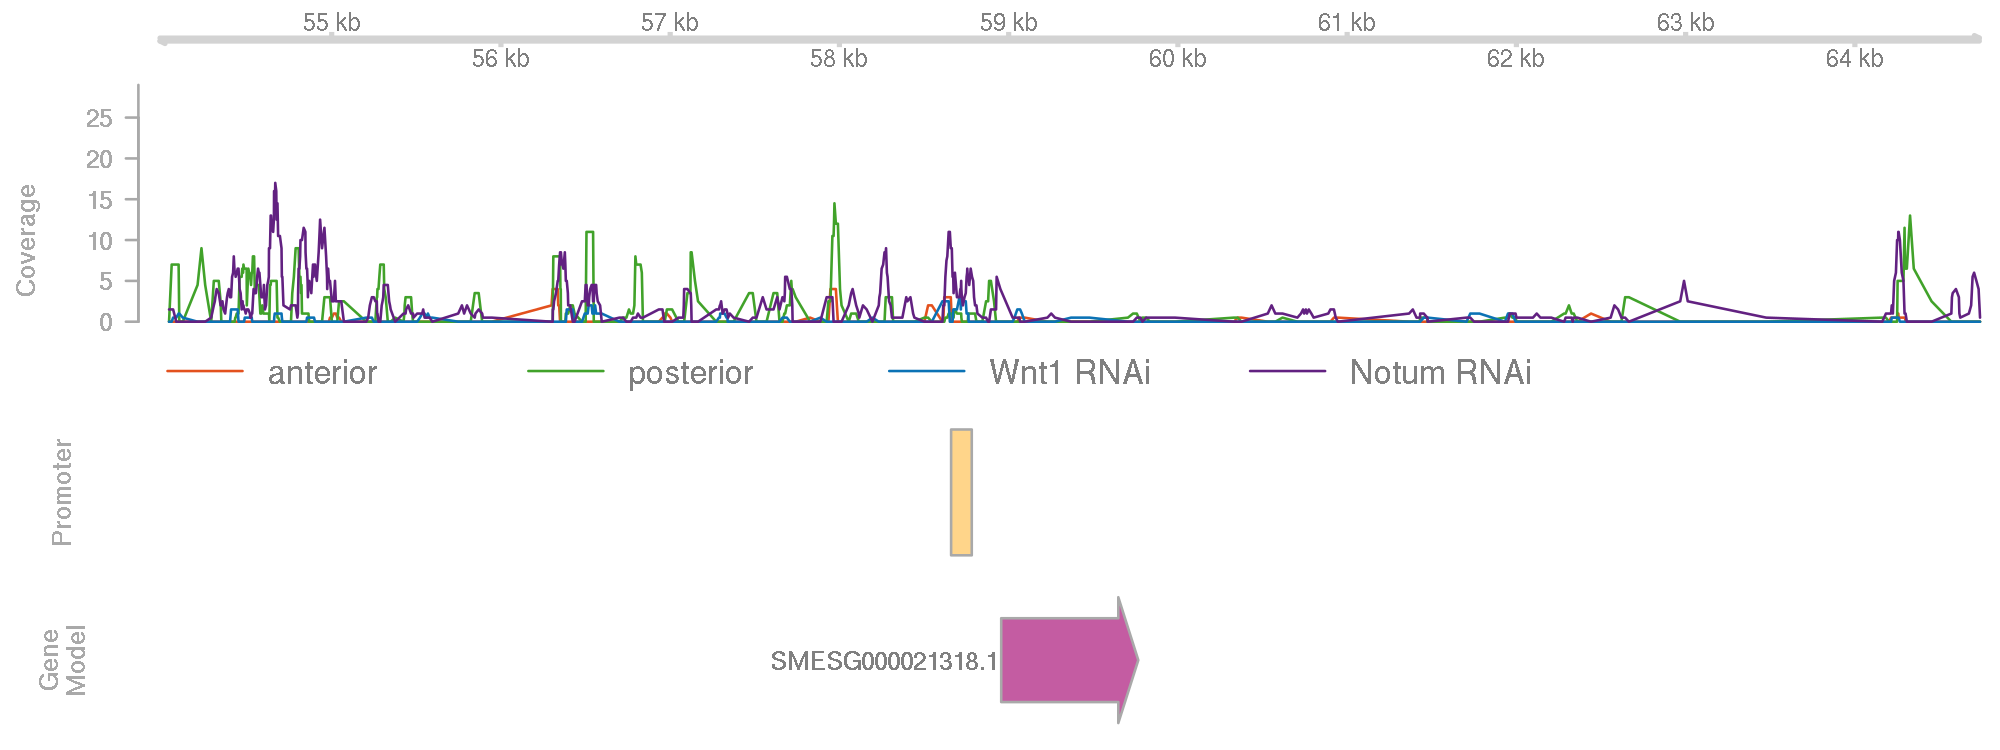 55 kb 57 kb 59 kb 61 kb 63 kb
56 kb 58 kb 60 kb 62 kb 64 kb
Coverage
25
20
15
10
5
0
anterior posterior Wnt1 RNAi Notum RNAi
Promoter
Gene
Model
SMESG000021318.1